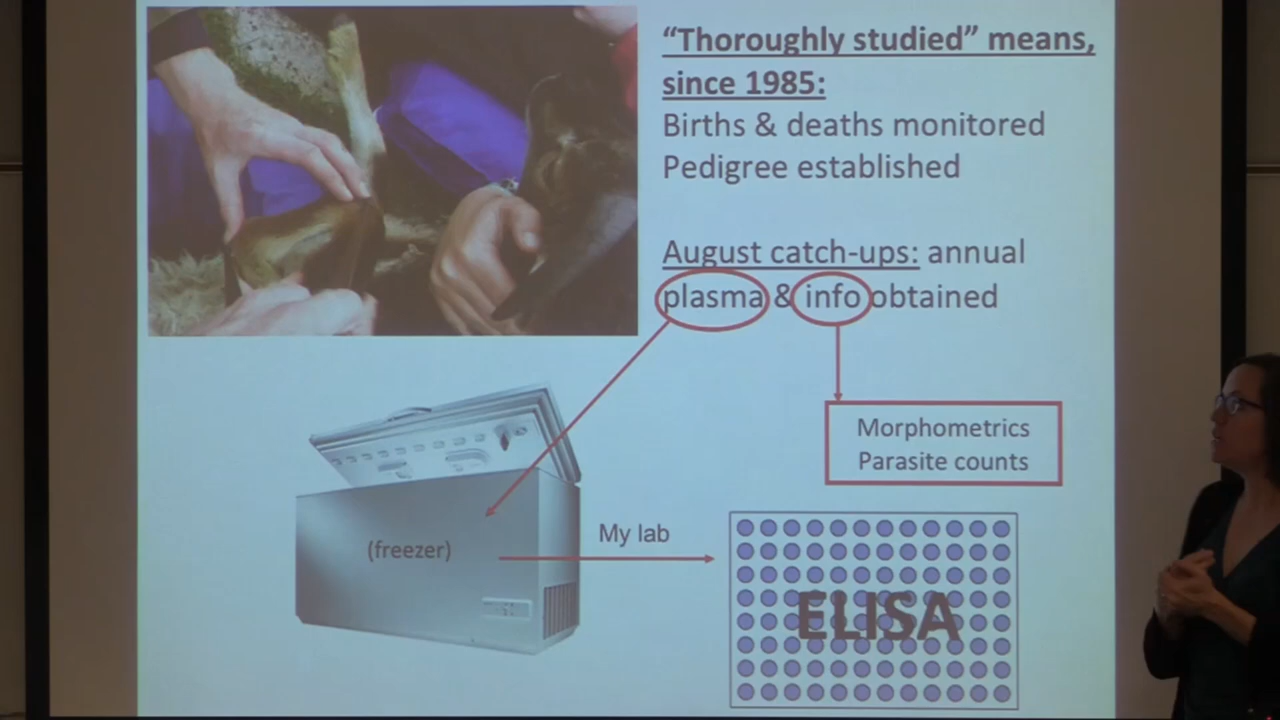 “Thoroughly studied” means,
since 1985:
Births & deaths monitored
Pedigree established
August catch-ups: annual
plasma & info obtained
Morphometrics
Parasite counts
(freezer)
My lab
ELISA